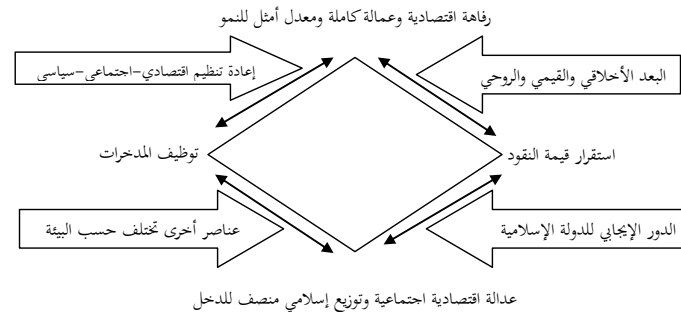 رفاهة اقتصادية وعمالة كاملة ومعدل أمثل للنمو
البعد الأخلاقي والقيمي والروحي
إعادة تنظيم اقتصادي-اجتماعي-سياسي
استقرار قيمة النقود
توظيف المدخرات
الدور الإيجابي للدولة الإسلامية
عناصر أخرى تختلف حسب البيئة
عدالة اقتصادية اجتماعية وتوزيع إسلامي منصف للدخل